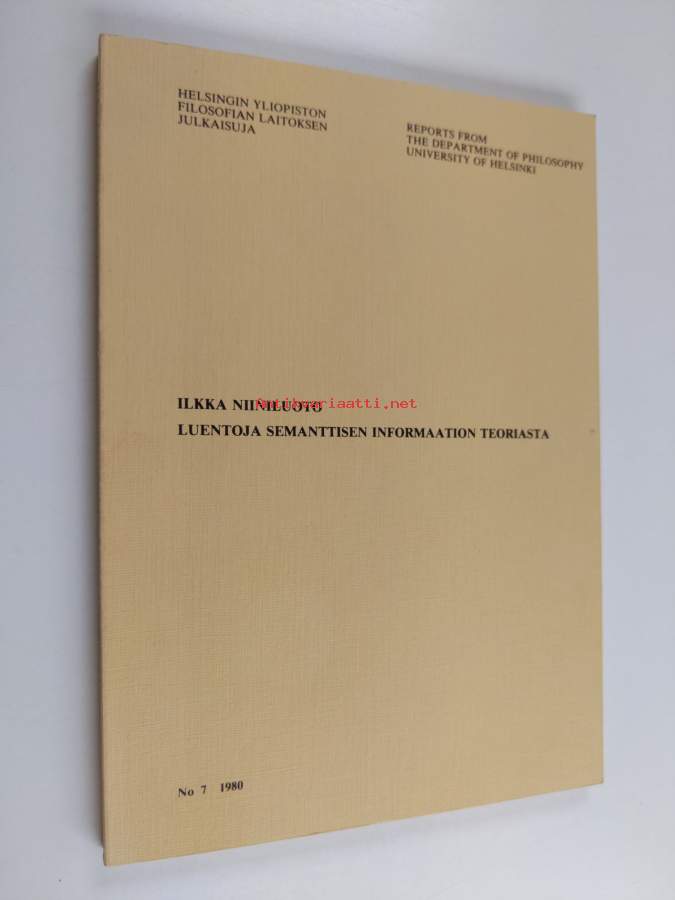 HELSINGIN YLIOPISTON
FILOSOFIAN LAITOKSEN
JULKAISUJA
REPORTS FROM
THE DEPARTMENT OF PHILOSOPHY
UNIVERSITY OF HELSINKI
ILKKA NIINILUOTO
antikvariaatti.net
LUENTOJA SEMANTTISEN INFORMAATION TEORIASTA
No 7 1980